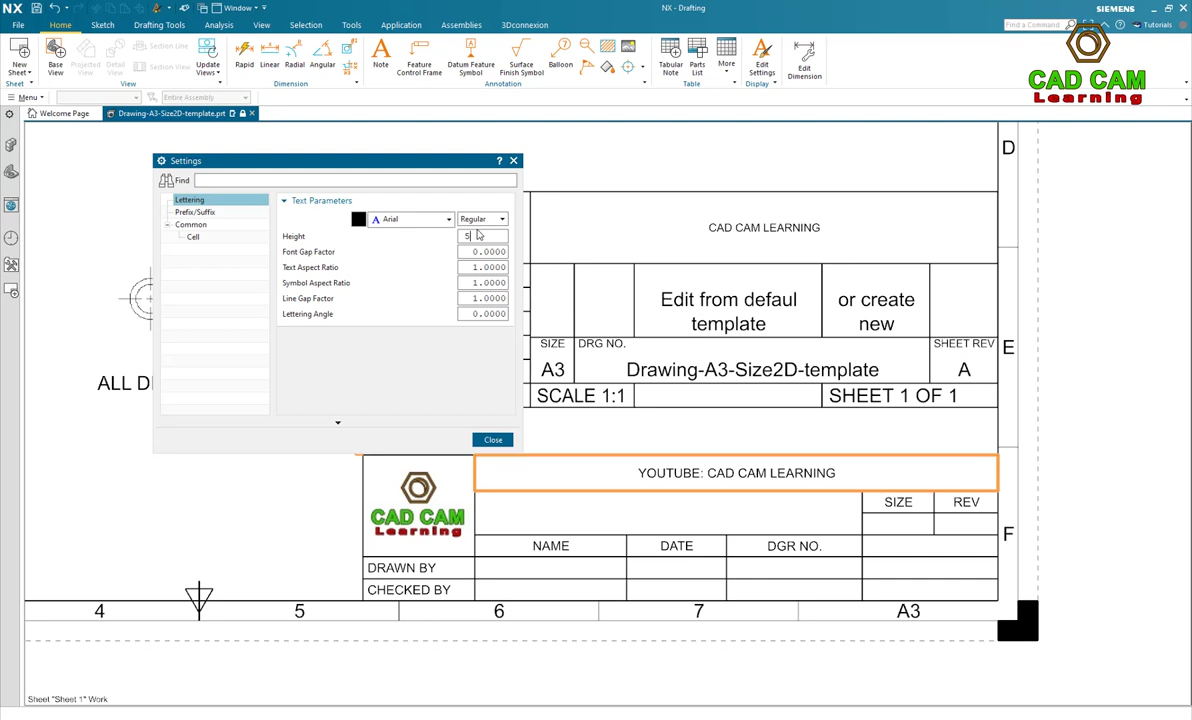 NX
Window
NX - Drafting
SIEMENS
File
Home
Sketch
Drafting Tools
Analysis
View
Selection
Tools
Application
Assemblies
3Dconnexion
Find a Command
Tutorials
New Sheet
Base View
Projected View
Detail View
Section Line
Section View
Update Views
Rapid
Linear
Radial
Angular
Note
Feature Control Frame
Datum Feature Symbol
Surface Finish Symbol
Balloon
Tabular Note
Parts List
More
Edit Settings
Edit Dimension
Sheet
View
Dimension
Annotation
Table
Display
CAD CAM
Learning
Menu
Entire Assembly
Welcome Page
Drawing-A3-Size2D-template.prt
Settings
Find
Lettering
Prefix/Suffix
Common
Cell
Text Parameters
A Arial
Regular
Height
5
Font Gap Factor
0.0000
Text Aspect Ratio
1.0000
Symbol Aspect Ratio
1.0000
Line Gap Factor
1.0000
Lettering Angle
0.0000
Close
ALL D
D
CAD CAM LEARNING
Edit from defaul
template
or create
new
SIZE
DRG NO.
SHEET REV
E
A3
Drawing-A3-Size2D-template
A
SCALE 1:1
SHEET 1 OF 1
YOUTUBE: CAD CAM LEARNING
CAD CAM
Learning
SIZE
REV
F
NAME
DATE
DGR NO.
DRAWN BY
CHECKED BY
4
5
6
7
A3
Sheet "Sheet 1" Work